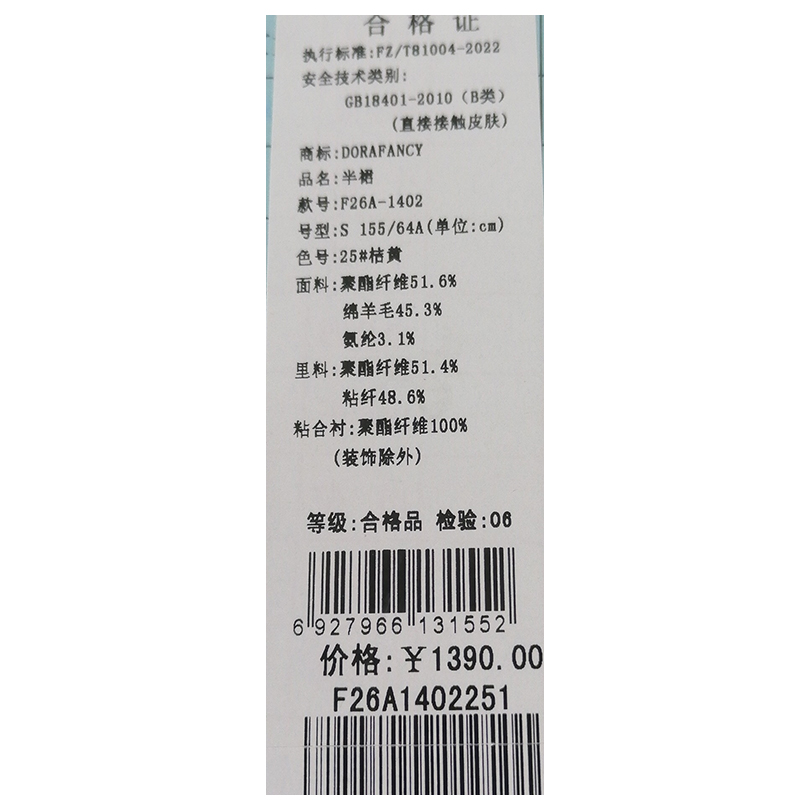 合格证
执行标准:FZ/T81004-2022
安全技术类别:
GB18401-2010（B类）
(直接接触皮肤)
商标:DORAFANCY
品名:半裙
款号:F26A-1402
号型:S 155/64A(单位:cm)
色号:25#桔黄
面料:聚酯纤维51.6%
绵羊毛45.3%
氨纶3.1%
里料:聚酯纤维51.4%
粘纤48.6%
粘合衬:聚酯纤维100%
(装饰除外)
等级:合格品 检验:06
6 927966 131552
价格:¥1390.00
F26A1402251